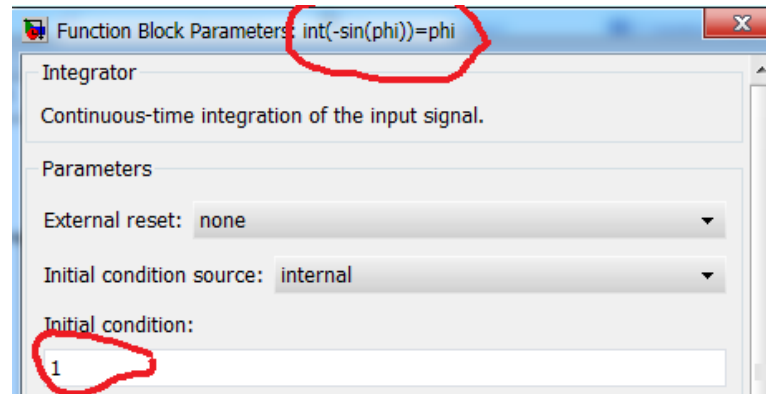 Function Block Parameters: int(-sin(phi))=phi
Integrator
Continuous-time integration of the input signal.
Parameters
External reset: none
Initial condition source: internal
Initial condition:
1